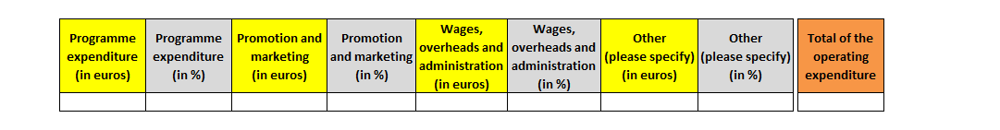 Programme
expenditure
(in euros)
Programme
expenditure
(in %)
Promotion and
marketing
(in euros)
Promotion
and marketing
(in %)
Wages,
overheads and
administration
(in euros)
Wages,
overheads and
administration
(in %)
Other
(please specify)
(in euros)
Other
(please specify)
(in %)
Total of the
operating
expenditure